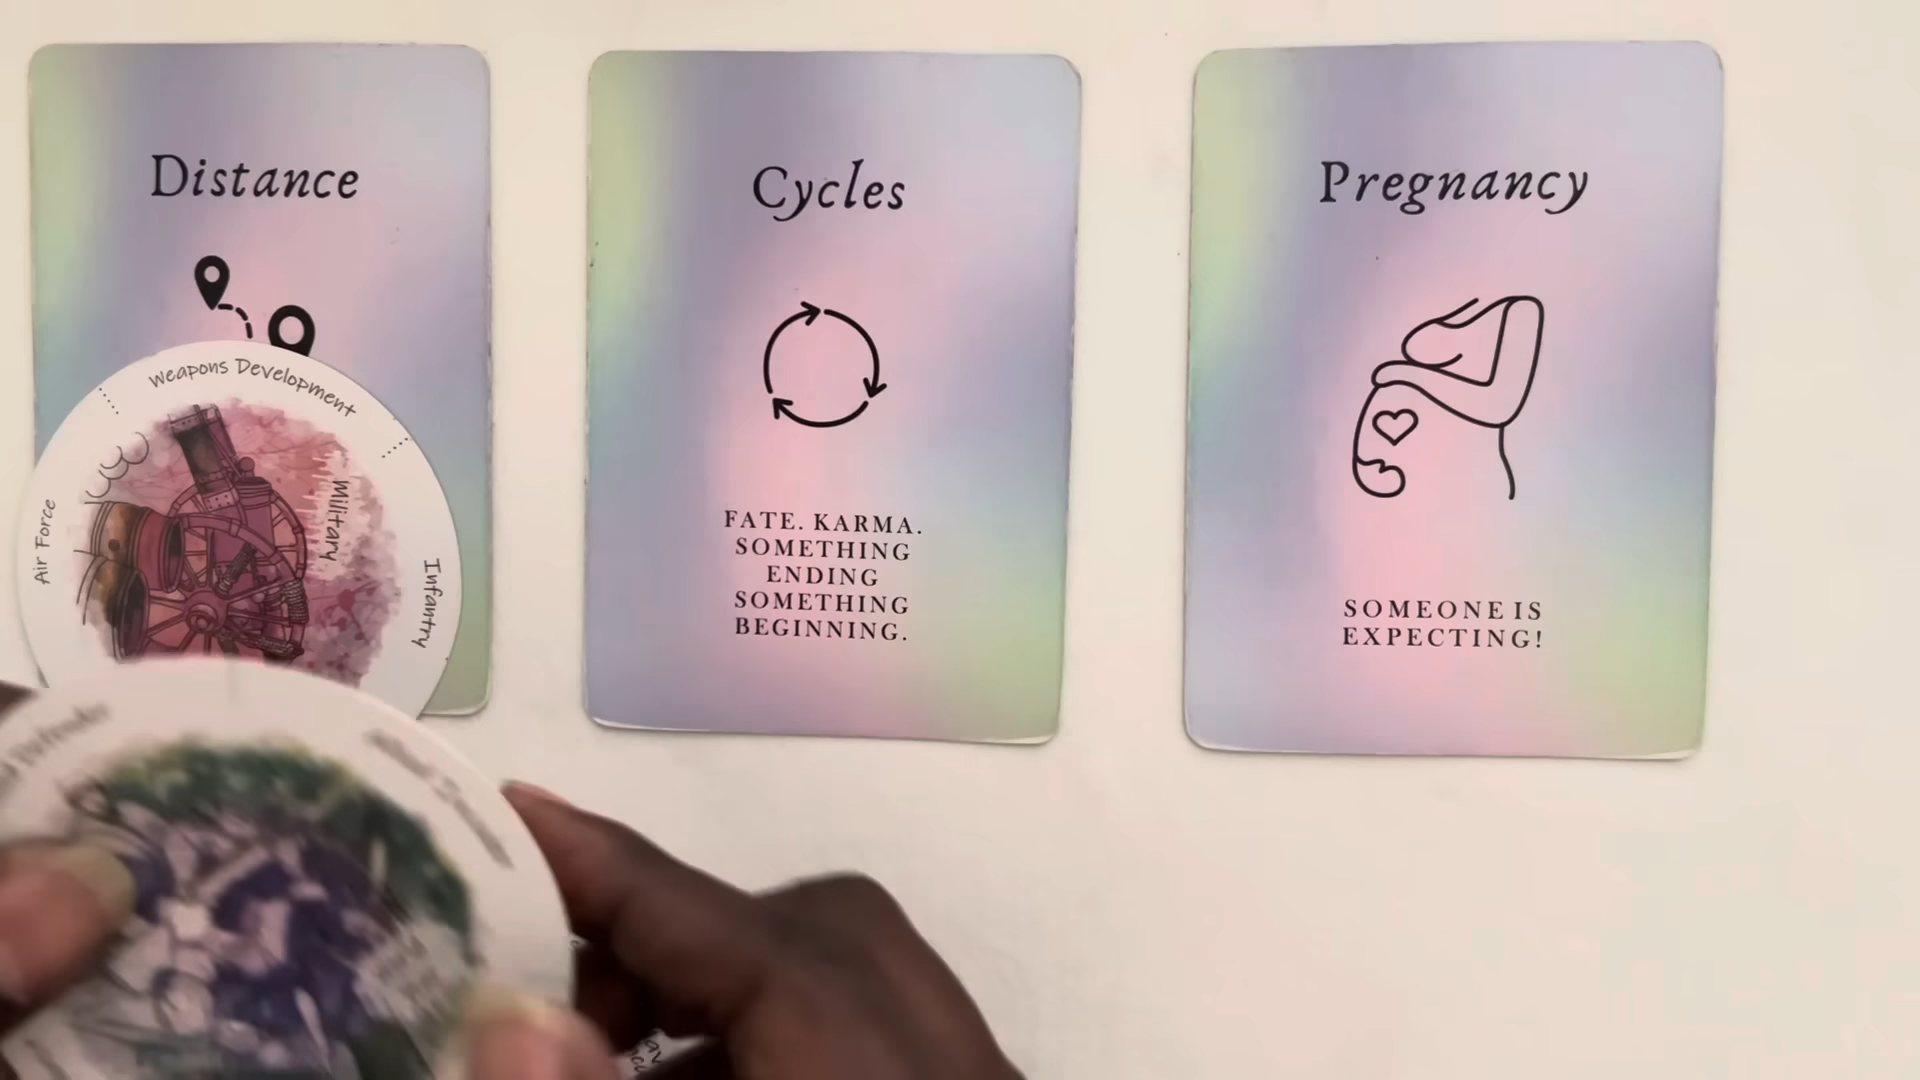 Distance
Cycles
Pregnancy
Weapons Development
Military
Air Force
Infantry
FATE. KARMA.
SOMETHING
ENDING
SOMETHING
BEGINNING.
SOMEONE IS
EXPECTING!